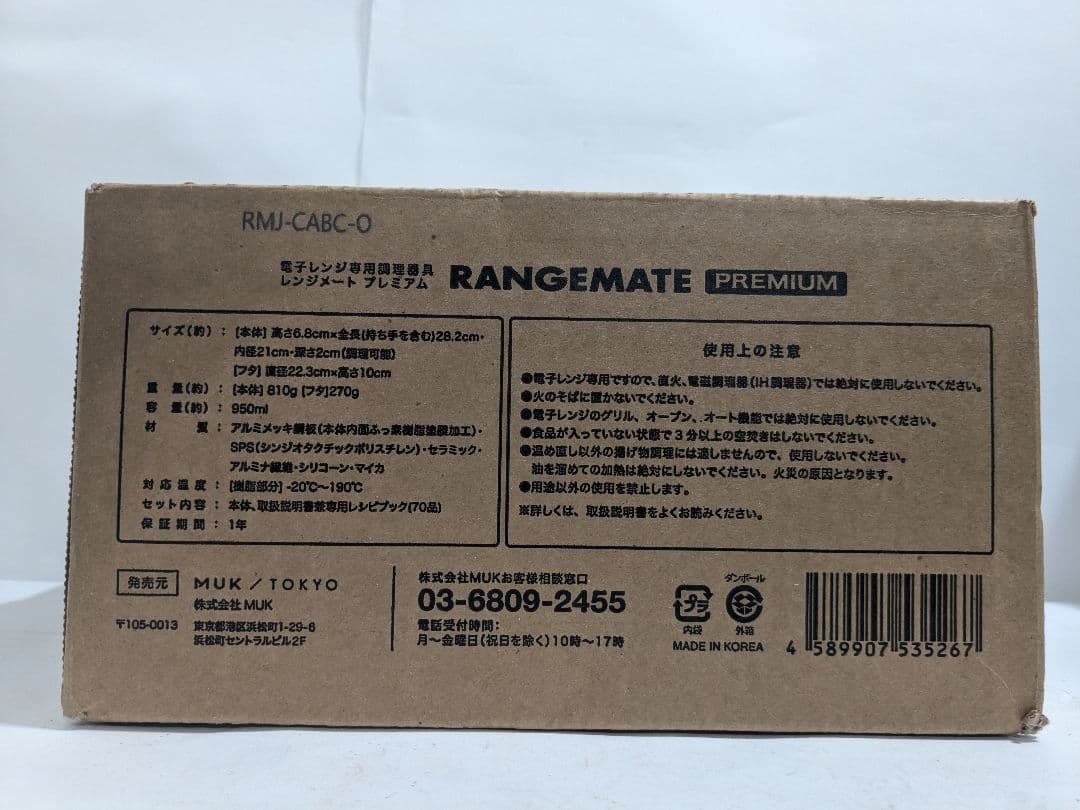 RMJ-CABC-O
電子レンジ専用調理器具
レンジメート プレミアム
RANGEMATE PREMIUM
サイズ(約): [本体] 高さ6.8cm×全長(持ち手を含む)28.2cm・
内径21cm・深さ2cm(調理可能)
[フタ] 直径22.3cm×高さ10cm
重量(約): [本体] 810g [フタ]270g
容量(約): 950ml
材質: アルミメッキ鋼板(本体内面ふっ素樹脂塗膜加工)・
SPS(シンジオタクチックポリスチレン)・セラミック・
アルミナ繊維・シリコーン・マイカ
対応温度: [樹脂部分] -20℃〜190℃
セット内容: 本体、取扱説明書兼専用レシピブック(70品)
保証期間: 1年
使用上の注意
●電子レンジ専用ですので、直火、電磁調理器(IH調理器)では絶対に使用しないでください。
●火のそばに置かないでください。
●電子レンジのグリル、オーブン、オート機能では絶対に使用しないでください。
●食品が入っていない状態で3分以上の空焚きはしないでください。
●温め直し以外の揚げ物調理には適しませんので、使用しないでください。
油を溜めての加熱は絶対にしないでください。火災の原因となります。
●用途以外の使用を禁止します。
※詳しくは、取扱説明書をよくお読みください。
発売元 MUK/TOKYO
株式会社MUK
〒105-0013 東京都港区浜松町1-29-6
浜松町セントラルビル2F
株式会社MUKお客様相談窓口
03-6809-2455
電話受付時間:
月〜金曜日(祝日を除く)10時〜17時
プラ
内袋
ダンボール
外箱
MADE IN KOREA
4 589907 535267